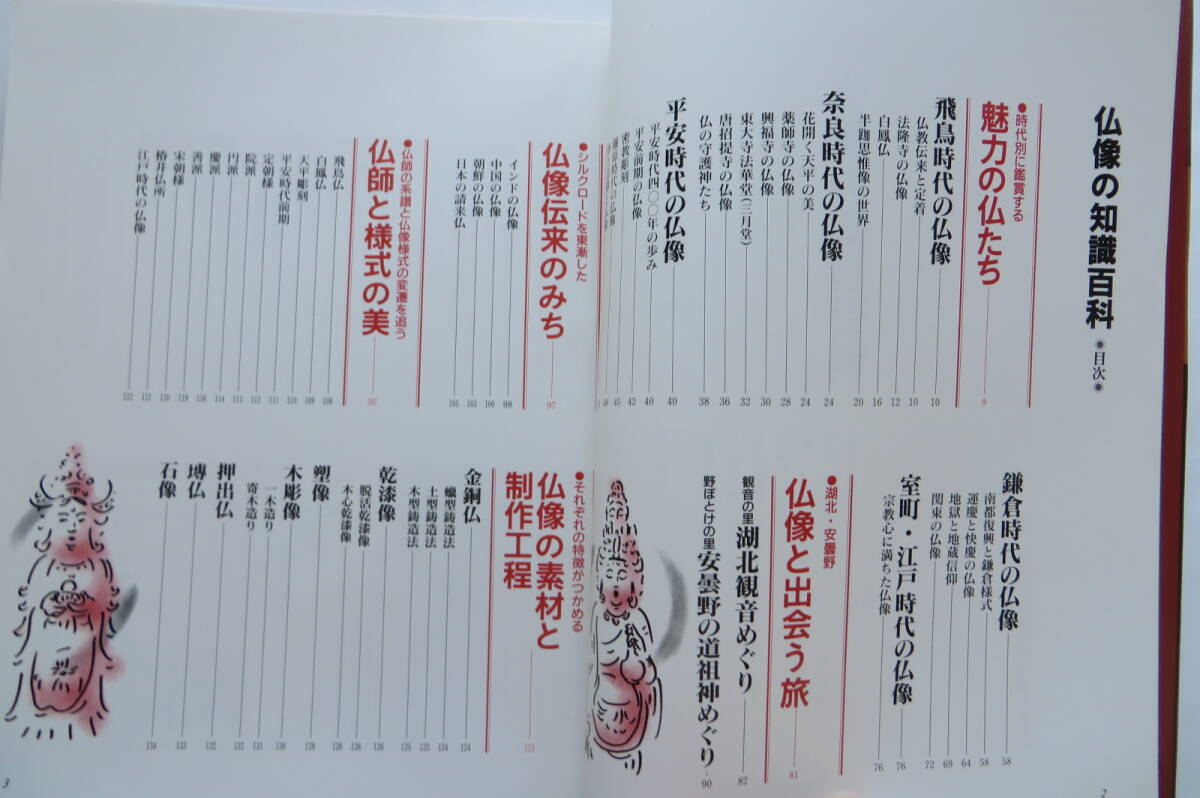 仏像の知識百科 ●目次●
●時代別に鑑賞する
魅力の仏たち 9
飛鳥時代の仏像 10
仏教伝来と定着 10
法隆寺の仏像 12
白鳳仏 16
半跏思惟像の世界 20
奈良時代の仏像 24
花開く天平の美 24
薬師寺の仏像 28
興福寺の仏像 30
東大寺法華堂(三月堂) 32
唐招提寺の仏像 36
仏の守護神たち 38
平安時代の仏像 40
平安時代四〇〇年の歩み 40
平安前期の仏像 42
密教彫刻 45
藤原時代の仏像 48
鎌倉時代の仏像 58
南都復興と鎌倉様式 58
運慶と快慶の仏像 64
地獄と地蔵信仰 69
関東の仏像 72
室町・江戸時代の仏像 76
宗教心に満ちた仏像 76
●湖北・安曇野
仏像と出会う旅 81
観音の里 湖北観音めぐり 82
野ぼとけの里 安曇野の道祖神めぐり 90
2
●シルクロードを東漸した
仏像伝来のみち 97
インドの仏像 98
中国の仏像 100
朝鮮の仏像 103
日本の請来仏 105
●仏師の系譜と仏像様式の変遷を追う
仏師と様式の美 107
飛鳥仏 108
白鳳仏 109
天平彫刻 110
平安時代前期 111
定朝様 112
院派 113
円派 114
慶派 116
善派 118
宋朝様 120
椿井仏所 121
江戸時代の仏像 122
●それぞれの特徴がつかめる
仏像の素材と
制作工程 123
金銅仏 124
蠟型鋳造法 124
土型鋳造法 125
木型鋳造法 125
乾漆像 126
脱活乾漆像 126
木心乾漆像 126
塑像 128
木彫像 130
一木造り 131
寄木造り 131
押出仏 132
塼仏 133
石像 134
3